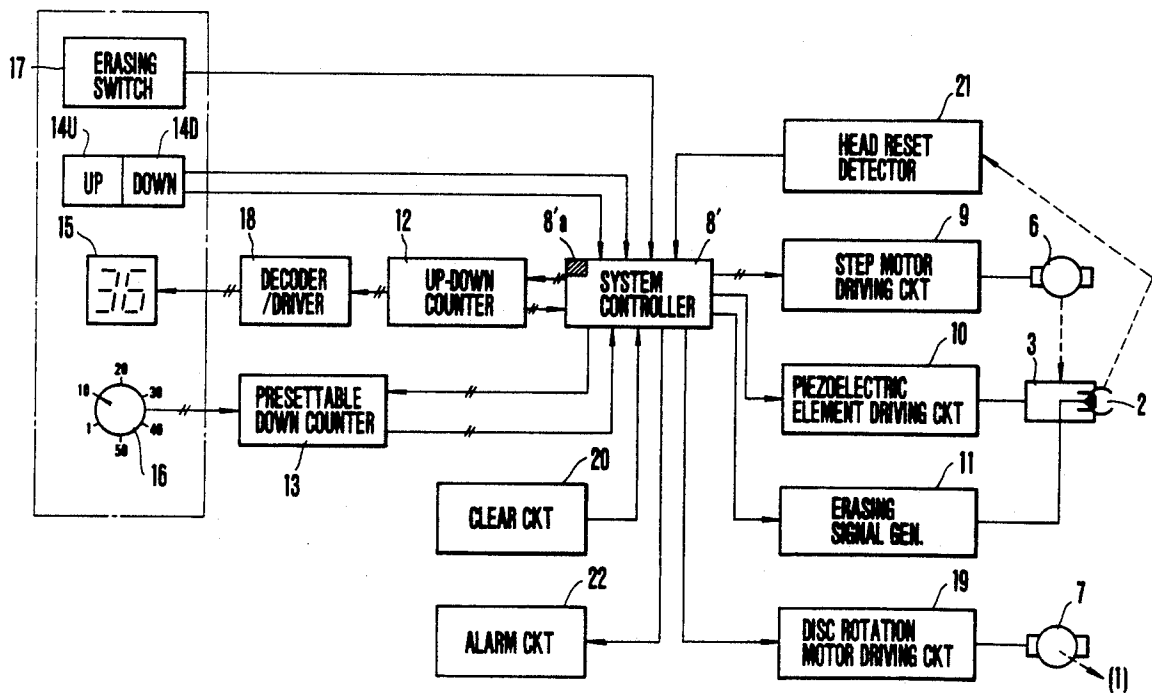 17
ERASING
SWITCH
14U
14D
UP
DOWN
15
36
18
DECODER
/DRIVER
12
UP-DOWN
COUNTER
8'a
8'
SYSTEM
CONTROLLER
21
HEAD RESET
DETECTOR
9
STEP MOTOR
DRIVING CKT
6
10
PIEZOELECTRIC
ELEMENT DRIVING CKT
3
2
1
10
20
30
40
50
16
PRESETTABLE
DOWN COUNTER
13
20
CLEAR CKT
11
ERASING
SIGNAL GEN.
22
ALARM CKT
19
DISC ROTATION
MOTOR DRIVING CKT
7
(1)